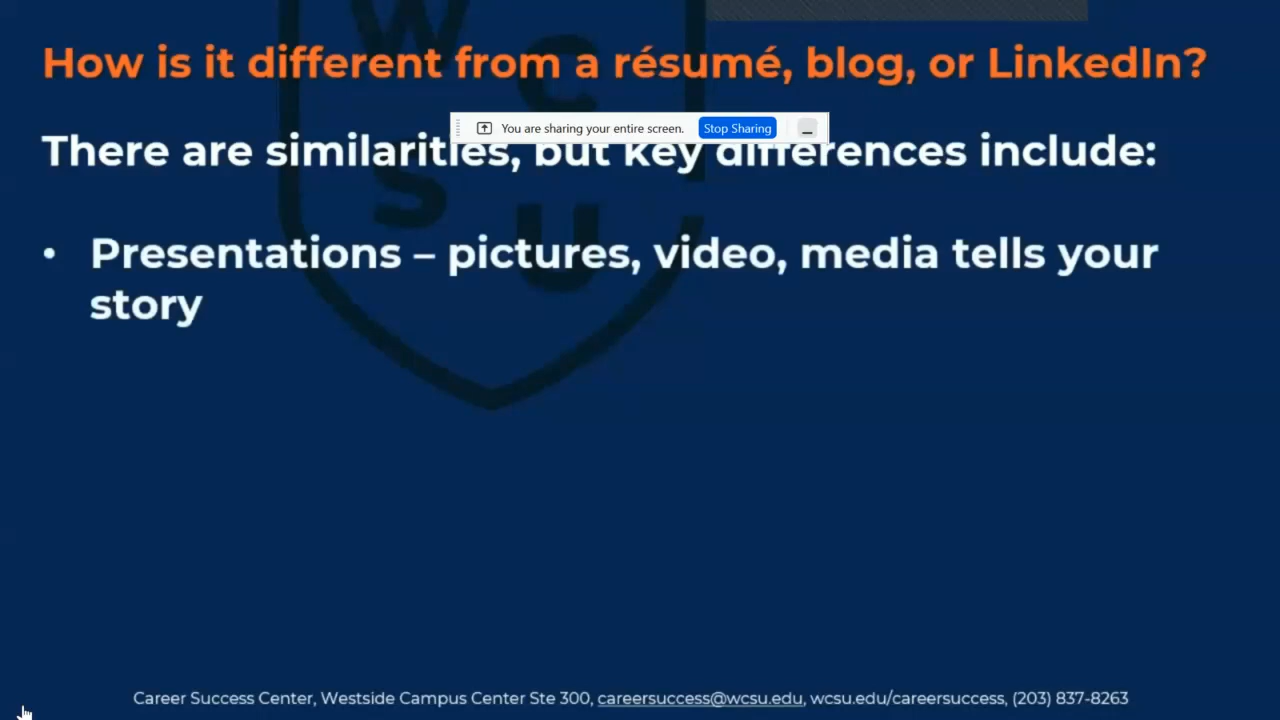 How is it different from a résumé, blog, or LinkedIn?
You are sharing your entire screen. Stop Sharing
There are similarities, but key differences include:
• Presentations – pictures, video, media tells your
story
W
C
S
U
Career Success Center, Westside Campus Center Ste 300, careersuccess@wcsu.edu, wcsu.edu/careersuccess, (203) 837-8263